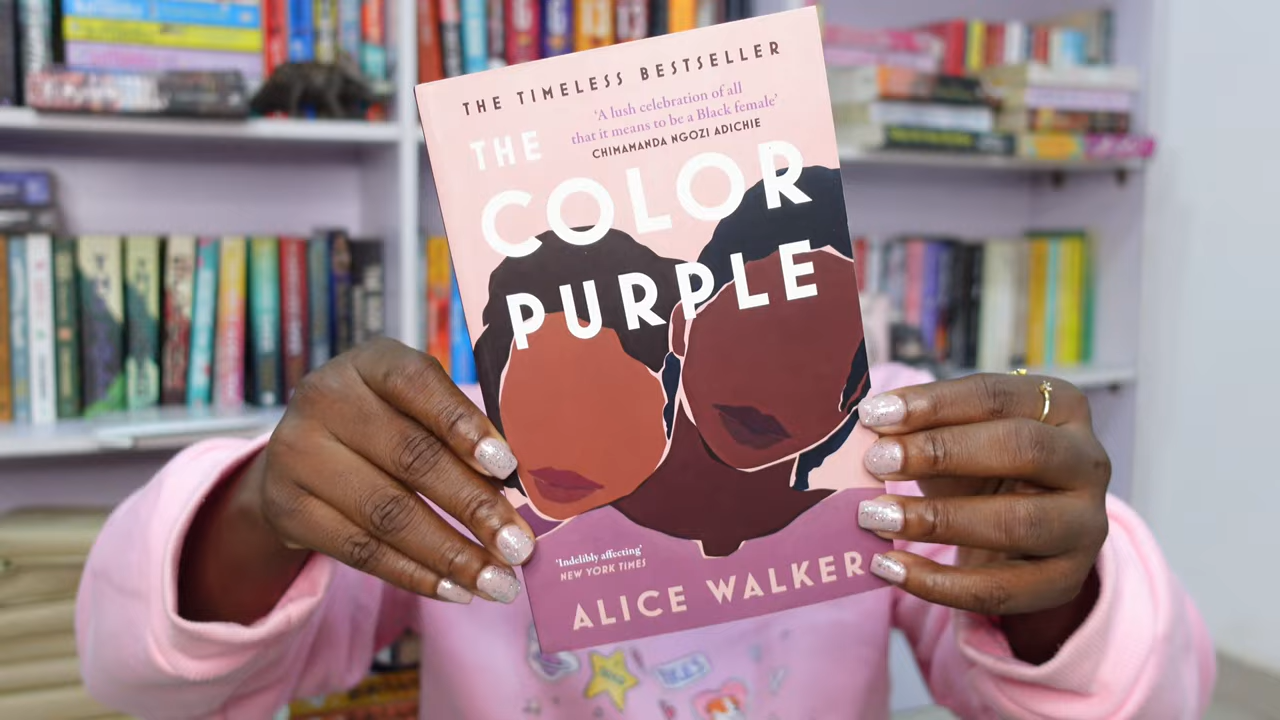 THE TIMELESS BESTSELLER
'A lush celebration of all
that it means to be a Black female'
CHIMAMANDA NGOZI ADICHIE
THE
COLOR
PURPLE
'Indelibly affecting'
NEW YORK TIMES
ALICE WALKER